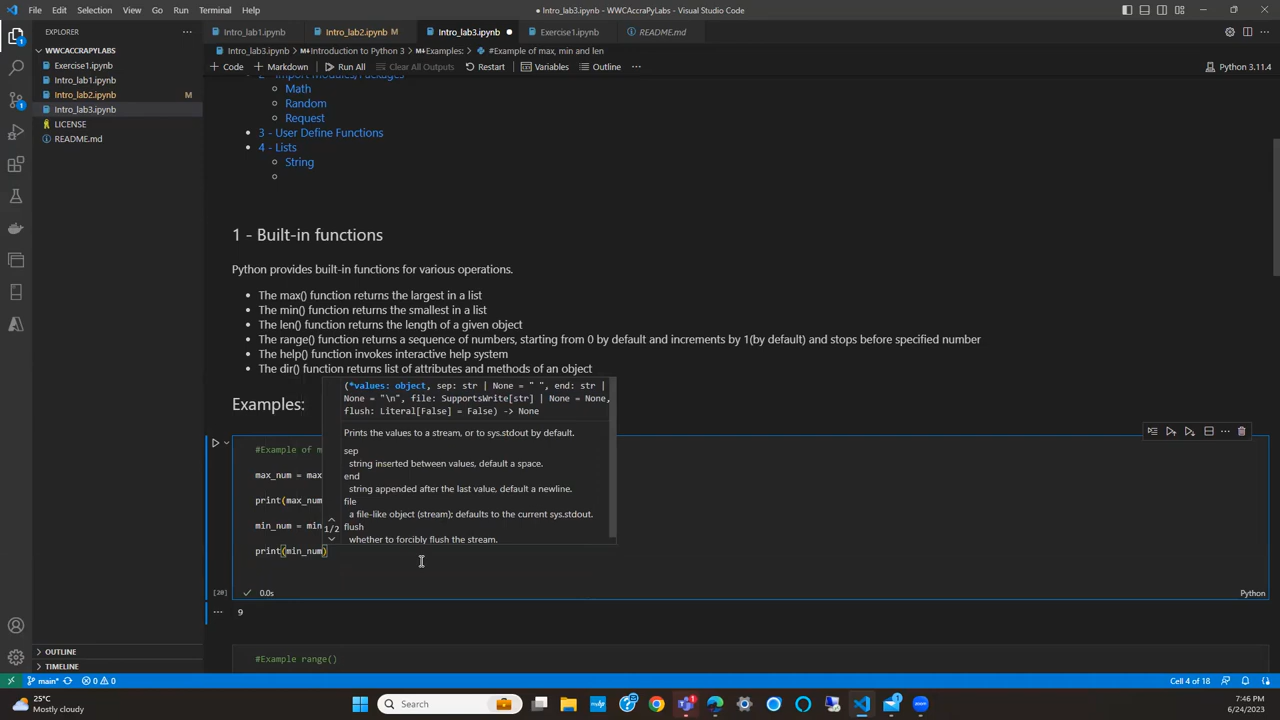 File Edit Selection View Go Run Terminal Help
● Intro_lab3.ipynb - Visual Studio Code
EXPLORER
Intro_lab1.ipynb Intro_lab2.ipynb M Intro_lab3.ipynb Exercise1.ipynb README.md
WWCACCRAPYLABS
Intro_lab3.ipynb > Introduction to Python 3 > Examples: > #Example of max, min and len
Exercise1.ipynb
Intro_lab1.ipynb
Intro_lab2.ipynb M
Intro_lab3.ipynb
LICENSE
README.md
+ Code + Markdown Run All Clear All Outputs Restart Variables Outline ... Python 3.11.4
2 - Import Modules/Packages
Math
Random
Request
3 - User Define Functions
4 - Lists
String
1 - Built-in functions
Python provides built-in functions for various operations.
The max() function returns the largest in a list
The min() function returns the smallest in a list
The len() function returns the length of a given object
The range() function returns a sequence of numbers, starting from 0 by default and increments by 1(by default) and stops before specified number
The help() function invokes interactive help system
The dir() function returns list of attributes and methods of an object
Examples:
(*values: object, sep: str | None = " ", end: str |
None = "\n", file: SupportsWrite[str] | None = None,
flush: Literal[False] = False) -> None
Prints the values to a stream, or to sys.stdout by default.
sep
string inserted between values, default a space.
end
string appended after the last value, default a newline.
file
a file-like object (stream); defaults to the current sys.stdout.
flush
whether to forcibly flush the stream.
1/2
#Example of m
max_num = max
print(max_num
min_num = min
print(min_num)
[20] 0.0s Python
9
#Example range()
OUTLINE
TIMELINE
main* 0 0 Cell 4 of 18
25°C
Mostly cloudy
Search
7:46 PM
6/24/2023